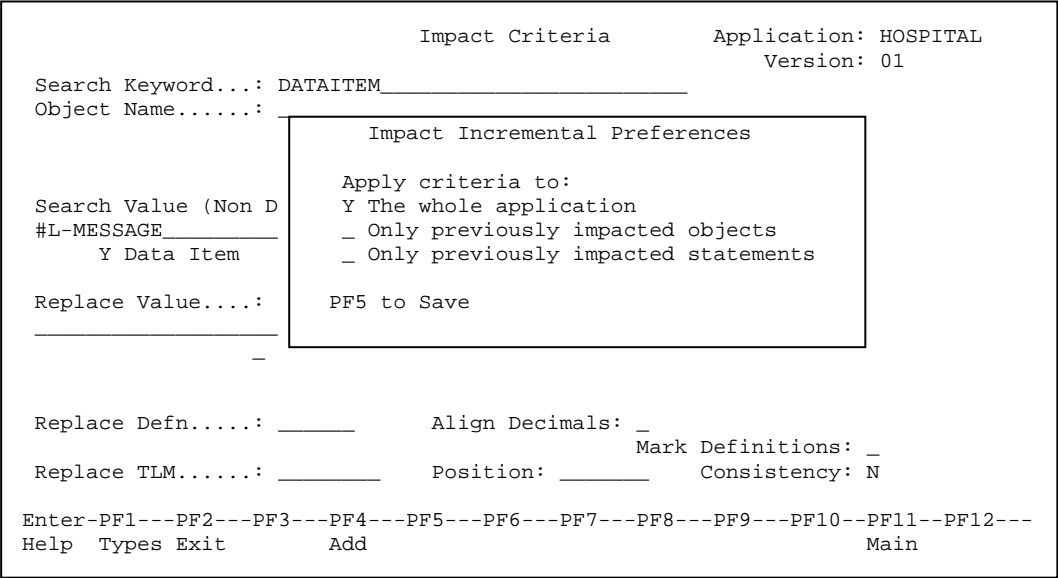 Impact Criteria Application: HOSPITAL
Version: 01
Search Keyword...: DATAITEM________________________
Object Name......: _
Impact Incremental Preferences
Apply criteria to:
Search Value (Non D Y The whole application
#L-MESSAGE_________ _ Only previously impacted objects
Y Data Item _ Only previously impacted statements
Replace Value....: PF5 to Save
___________________
_
Replace Defn.....: ______ Align Decimals: _
Mark Definitions: _
Replace TLM......: ________ Position: _______ Consistency: N
Enter-PF1---PF2---PF3---PF4---PF5---PF6---PF7---PF8---PF9---PF10--PF11--PF12---
Help Types Exit Add Main